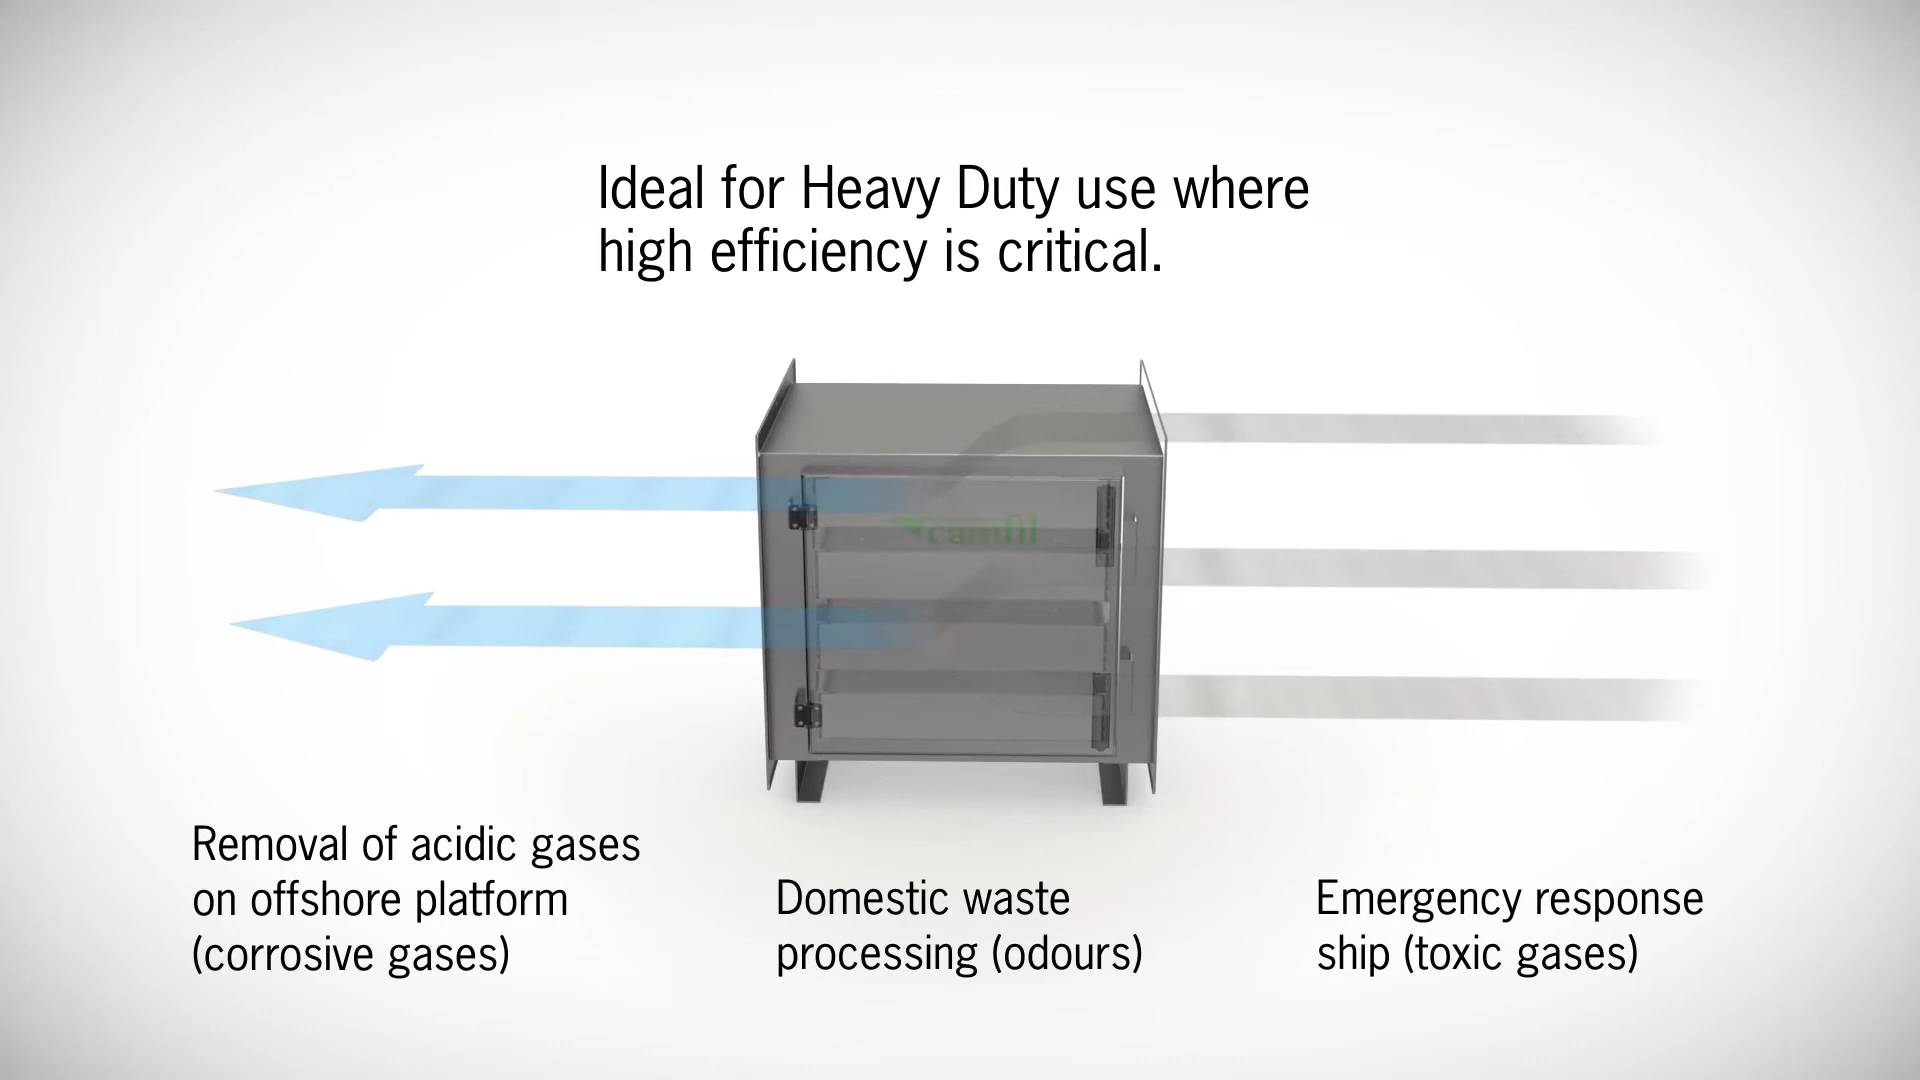 Ideal for Heavy Duty use where
high efficiency is critical.
camfil
Removal of acidic gases
on offshore platform
(corrosive gases)
Domestic waste
processing (odours)
Emergency response
ship (toxic gases)